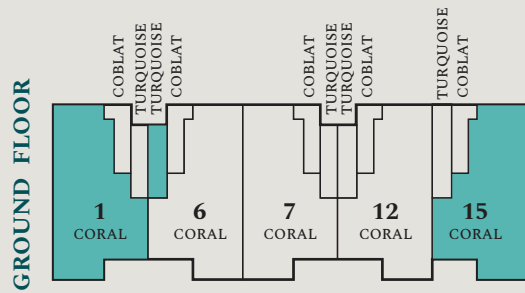 COBLAT
TURQUOISE
TURQUOISE
COBLAT
COBLAT
TURQUOISE
TURQUOISE
COBLAT
TURQUOISE
COBLAT
GROUND FLOOR
1
CORAL
6
CORAL
7
CORAL
12
CORAL
15
CORAL